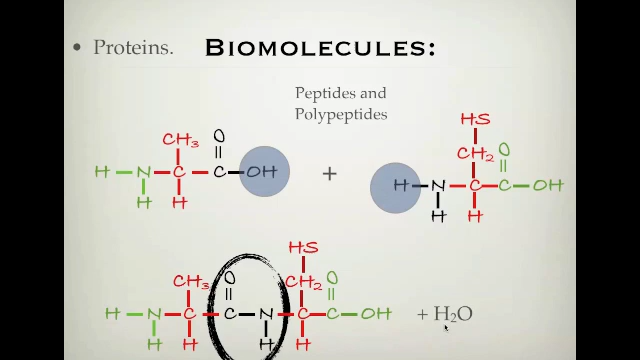 • Proteins. BIOMOLECULES:
Peptides and
Polypeptides
HS
CH₃ O CH₂ O
H N C C OH + H N C C OH
H H H H
HS
CH₃ O CH₂ O
H N C C N C C OH + H₂O
H H H H